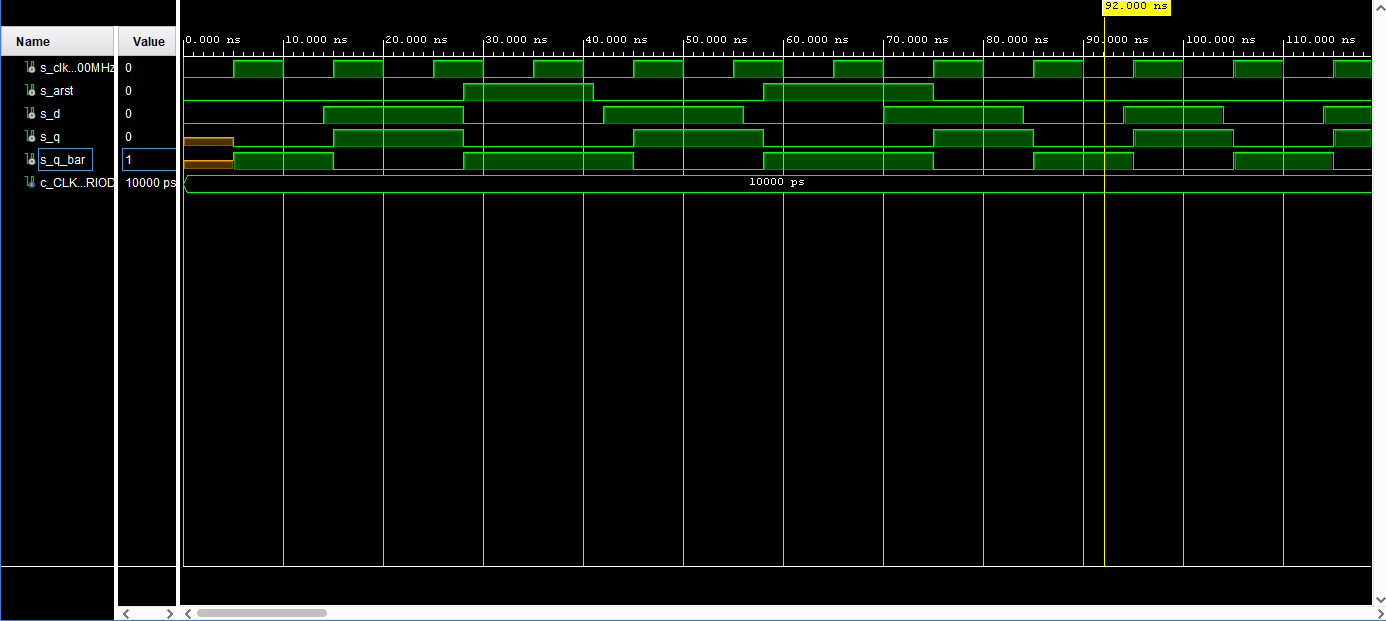 92.000 ns
Name Value
0.000 ns 10.000 ns 20.000 ns 30.000 ns 40.000 ns 50.000 ns 60.000 ns 70.000 ns 80.000 ns 90.000 ns 100.000 ns 110.000 ns
s_clk...00MHz 0
s_arst 0
s_d 0
s_q 0
s_q_bar 1
c_CLK...RIOD 10000 ps 10000 ps